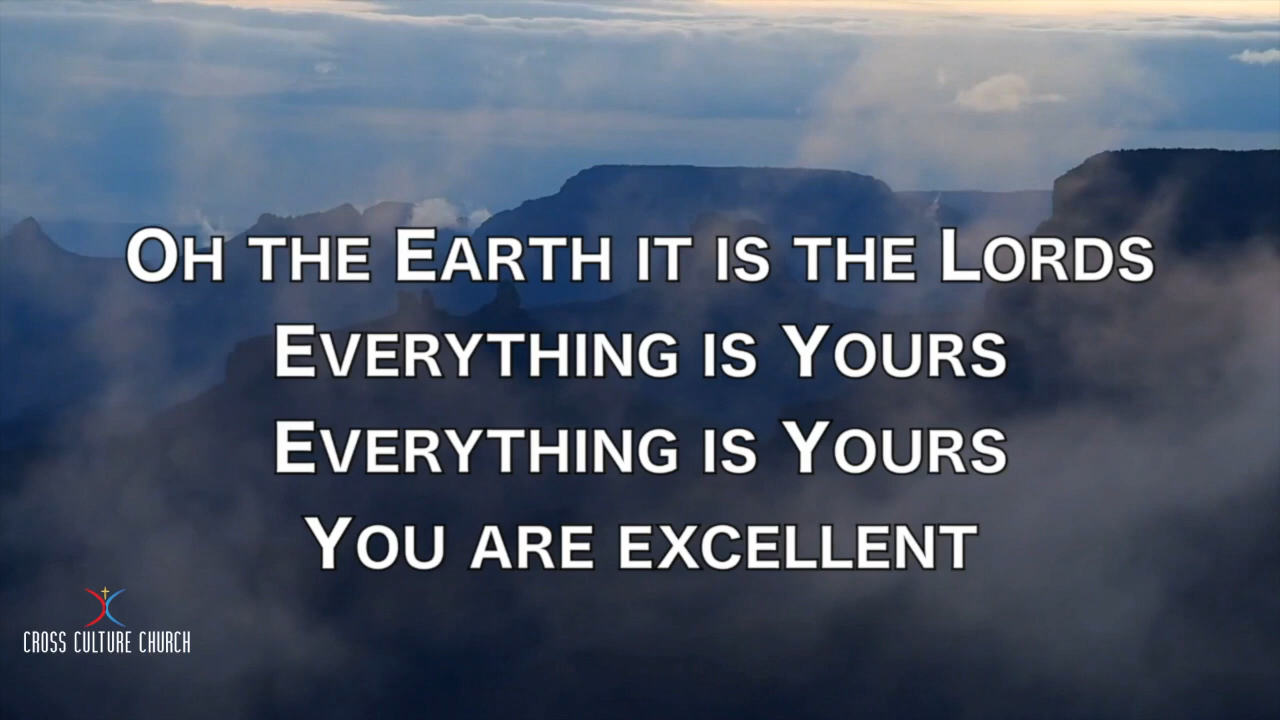 Oh the Earth it is the Lords
Everything is Yours
Everything is Yours
You are excellent
CROSS CULTURE CHURCH